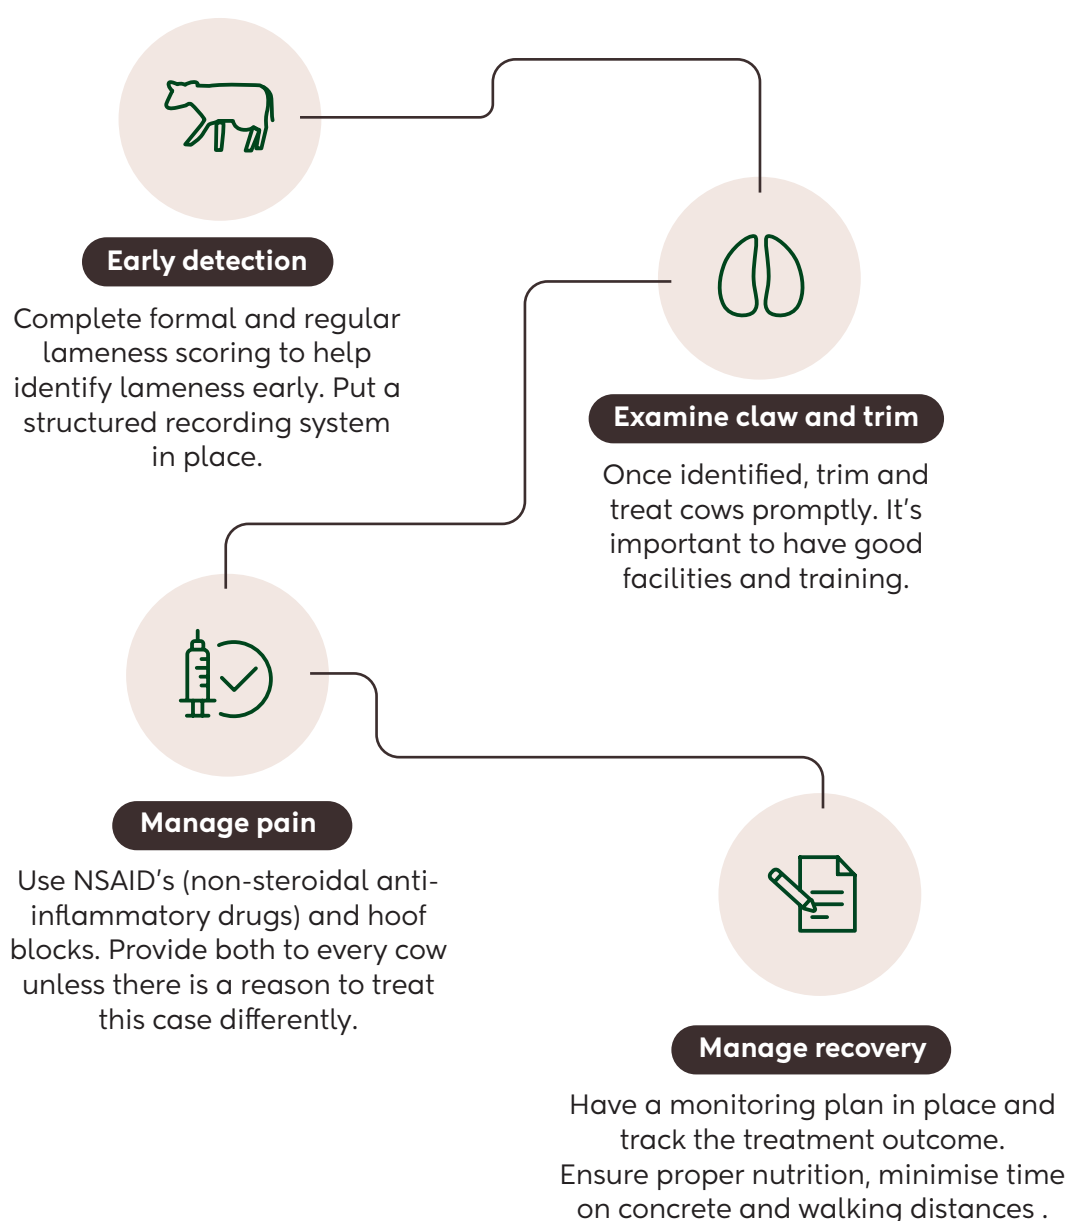 Early detection
Complete formal and regular
lameness scoring to help
identify lameness early. Put a
structured recording system
in place.
Examine claw and trim
Once identified, trim and
treat cows promptly. It's
important to have good
facilities and training.
Manage pain
Use NSAID's (non-steroidal anti-
inflammatory drugs) and hoof
blocks. Provide both to every cow
unless there is a reason to treat
this case differently.
Manage recovery
Have a monitoring plan in place and
track the treatment outcome.
Ensure proper nutrition, minimise time
on concrete and walking distances .